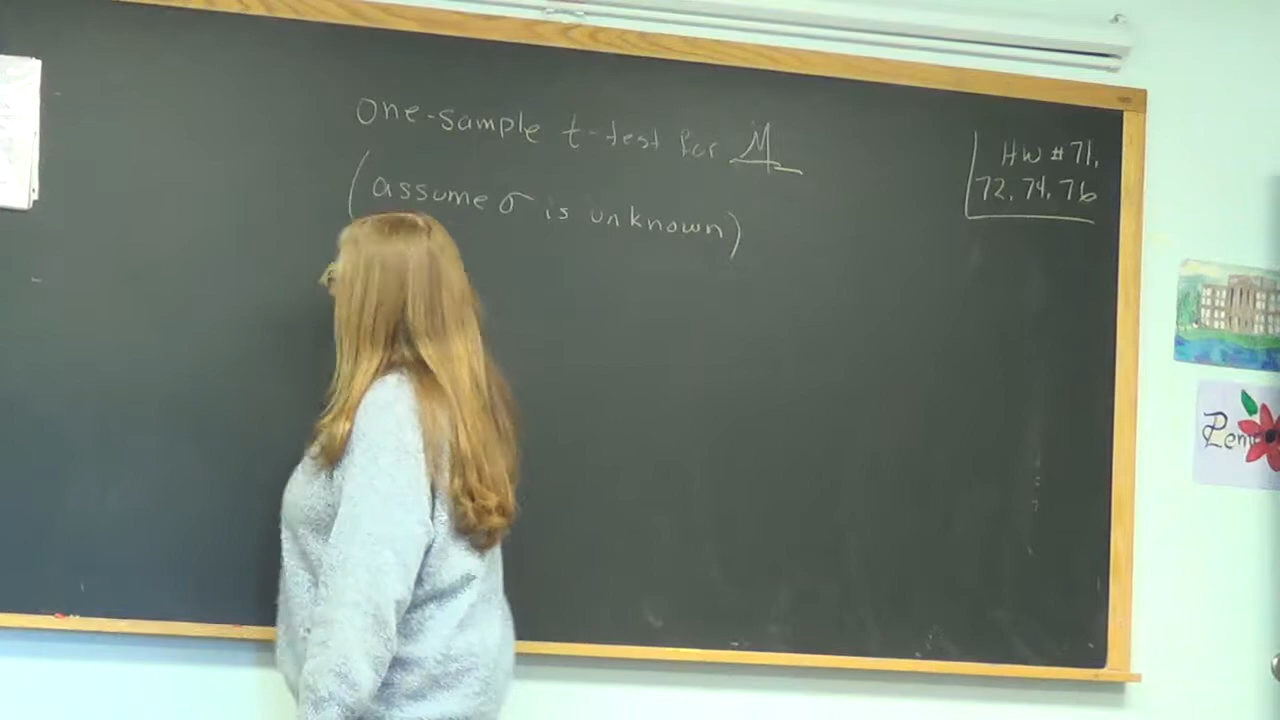 one-sample t-test for μ
(assume σ is unknown)
HW #71,
72, 74, 76